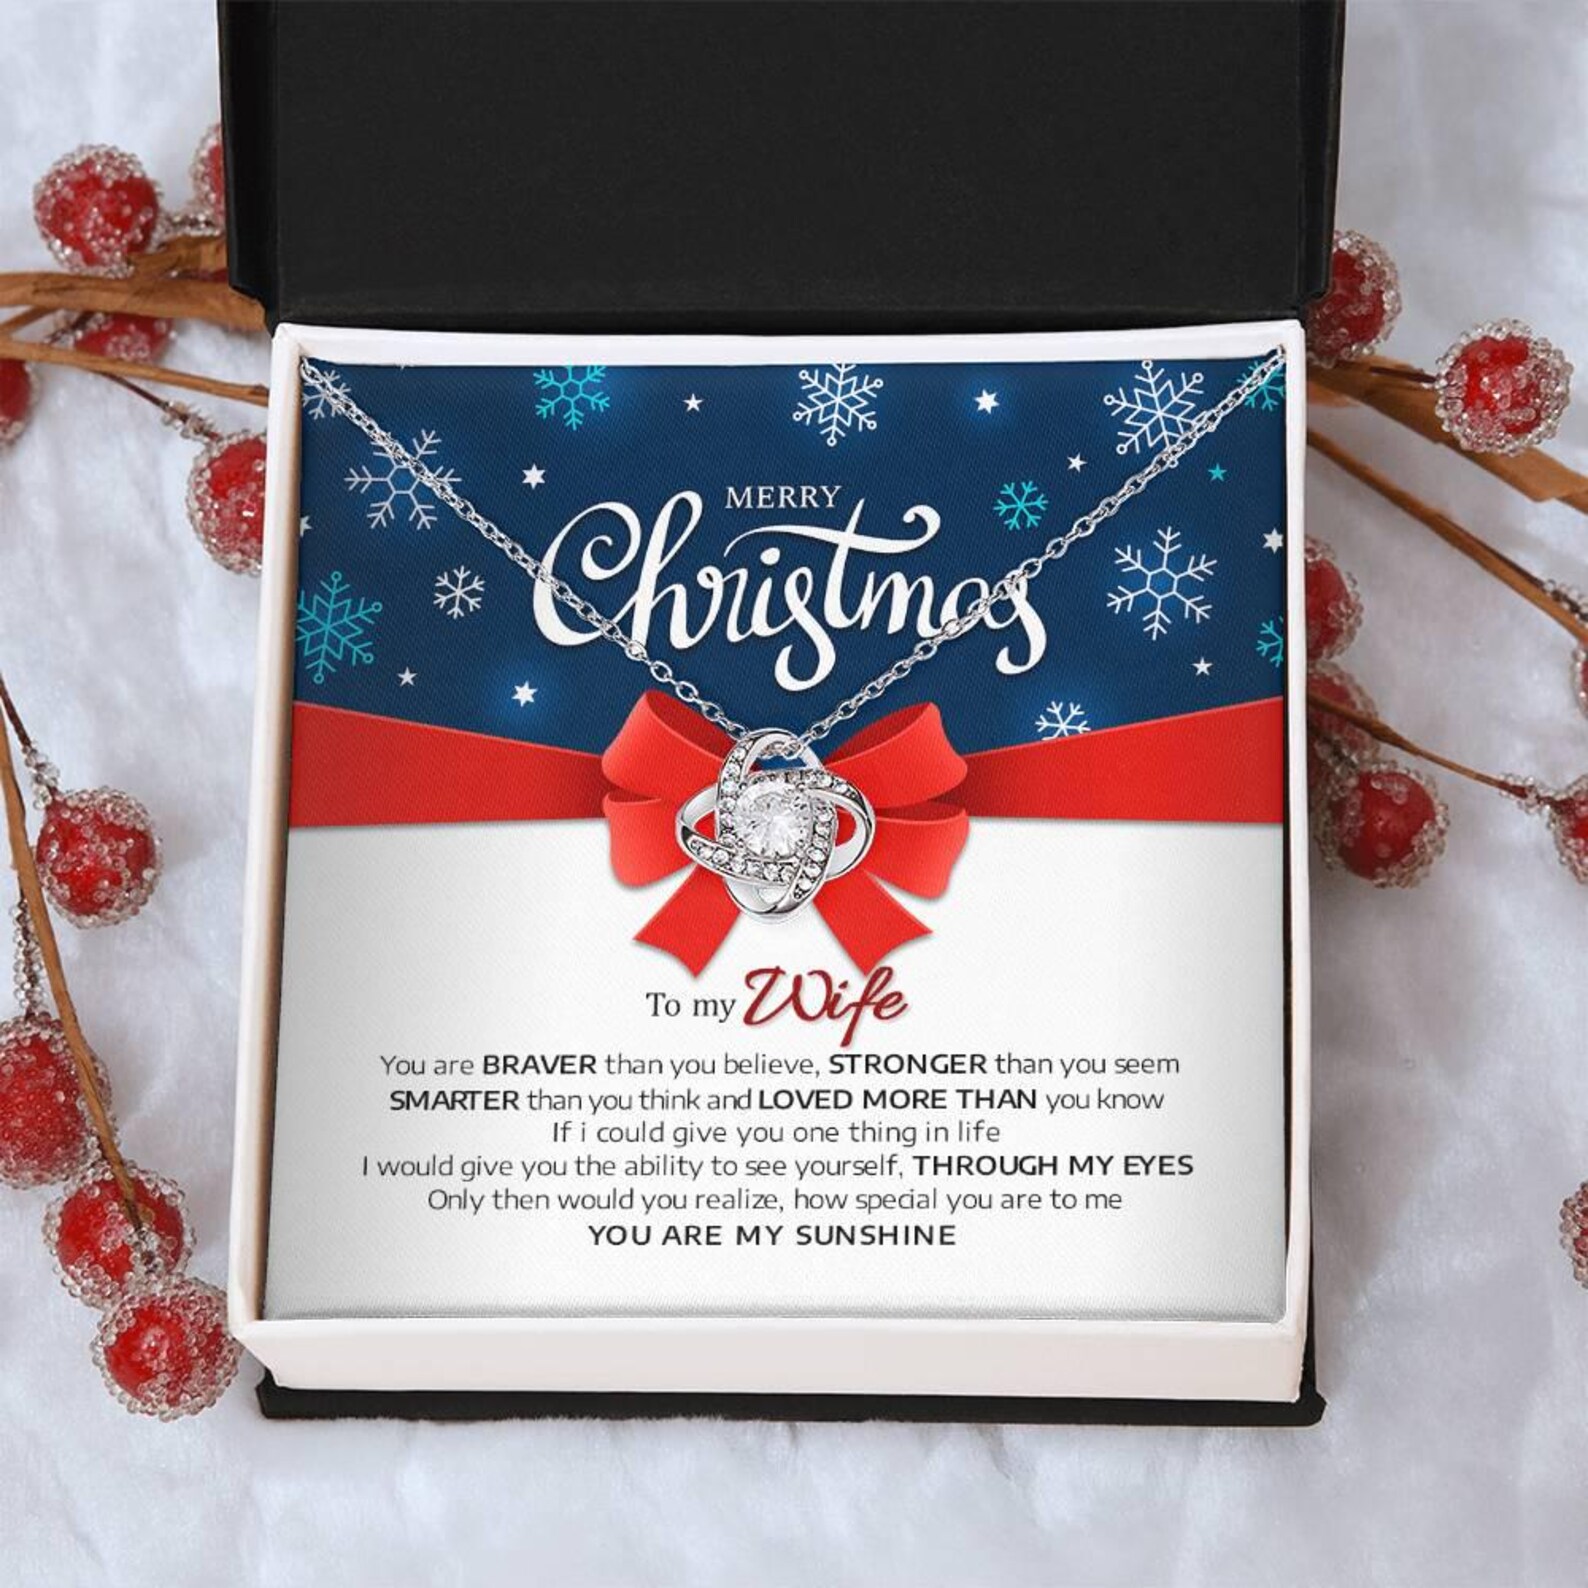 MERRY
Christmas
To my Wife
You are BRAVER than you believe, STRONGER than you seem
SMARTER than you think and LOVED MORE THAN you know
If i could give you one thing in life
I would give you the ability to see yourself, THROUGH MY EYES
Only then would you realize, how special you are to me
YOU ARE MY SUNSHINE